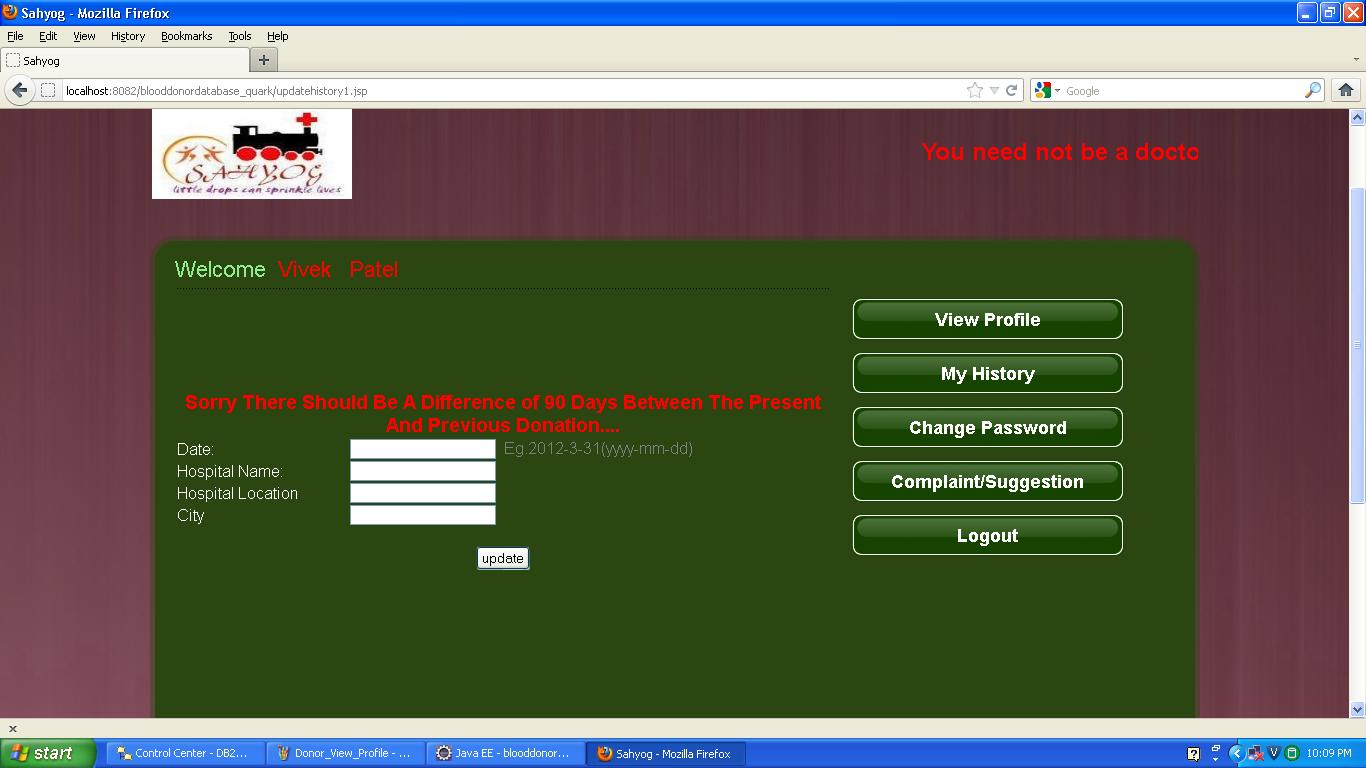 Sahyog - Mozilla Firefox
File Edit View History Bookmarks Tools Help
Sahyog
localhost:8082/blooddonordatabase_quark/updatehistory1.jsp
Google
SAHYOG
little drops can sprinkle lives
You need not be a docto
Welcome Vivek Patel
View Profile
My History
Change Password
Complaint/Suggestion
Logout
Sorry There Should Be A Difference of 90 Days Between The Present
And Previous Donation....
Date: Eg.2012-3-31(yyyy-mm-dd)
Hospital Name:
Hospital Location
City
update
start
Control Center - DB2...
Donor_View_Profile - ...
Java EE - blooddonor...
Sahyog - Mozilla Firefox
10:09 PM